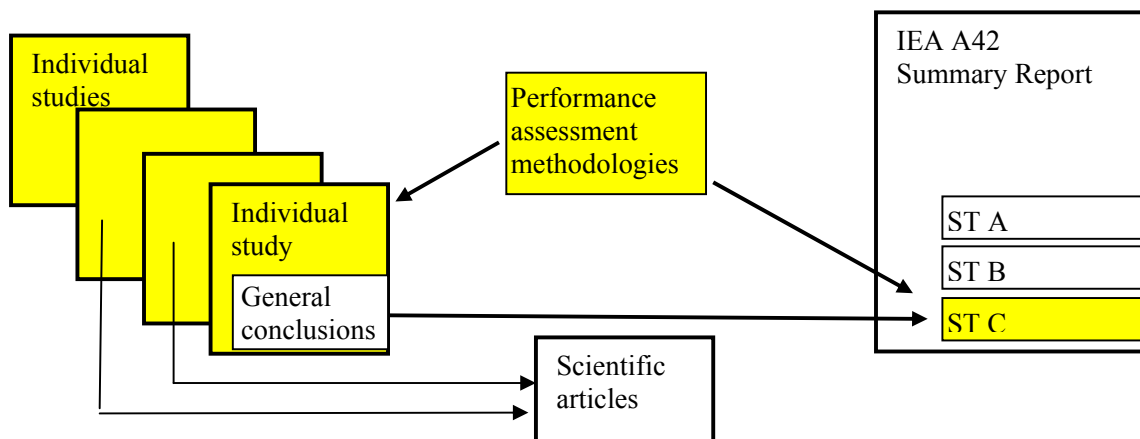 Individual
studies
Individual
study
General
conclusions
Performance
assessment
methodologies
Scientific
articles
IEA A42
Summary Report
ST A
ST B
ST C